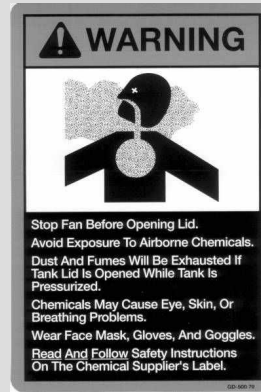 WARNING
Stop Fan Before Opening Lid.
Avoid Exposure To Airborne Chemicals.
Dust And Fumes Will Be Exhausted If
Tank Lid Is Opened While Tank Is
Pressurized.
Chemicals May Cause Eye, Skin, Or
Breathing Problems.
Wear Face Mask, Gloves, And Goggles.
Read And Follow Safety Instructions
On The Chemical Supplier's Label.